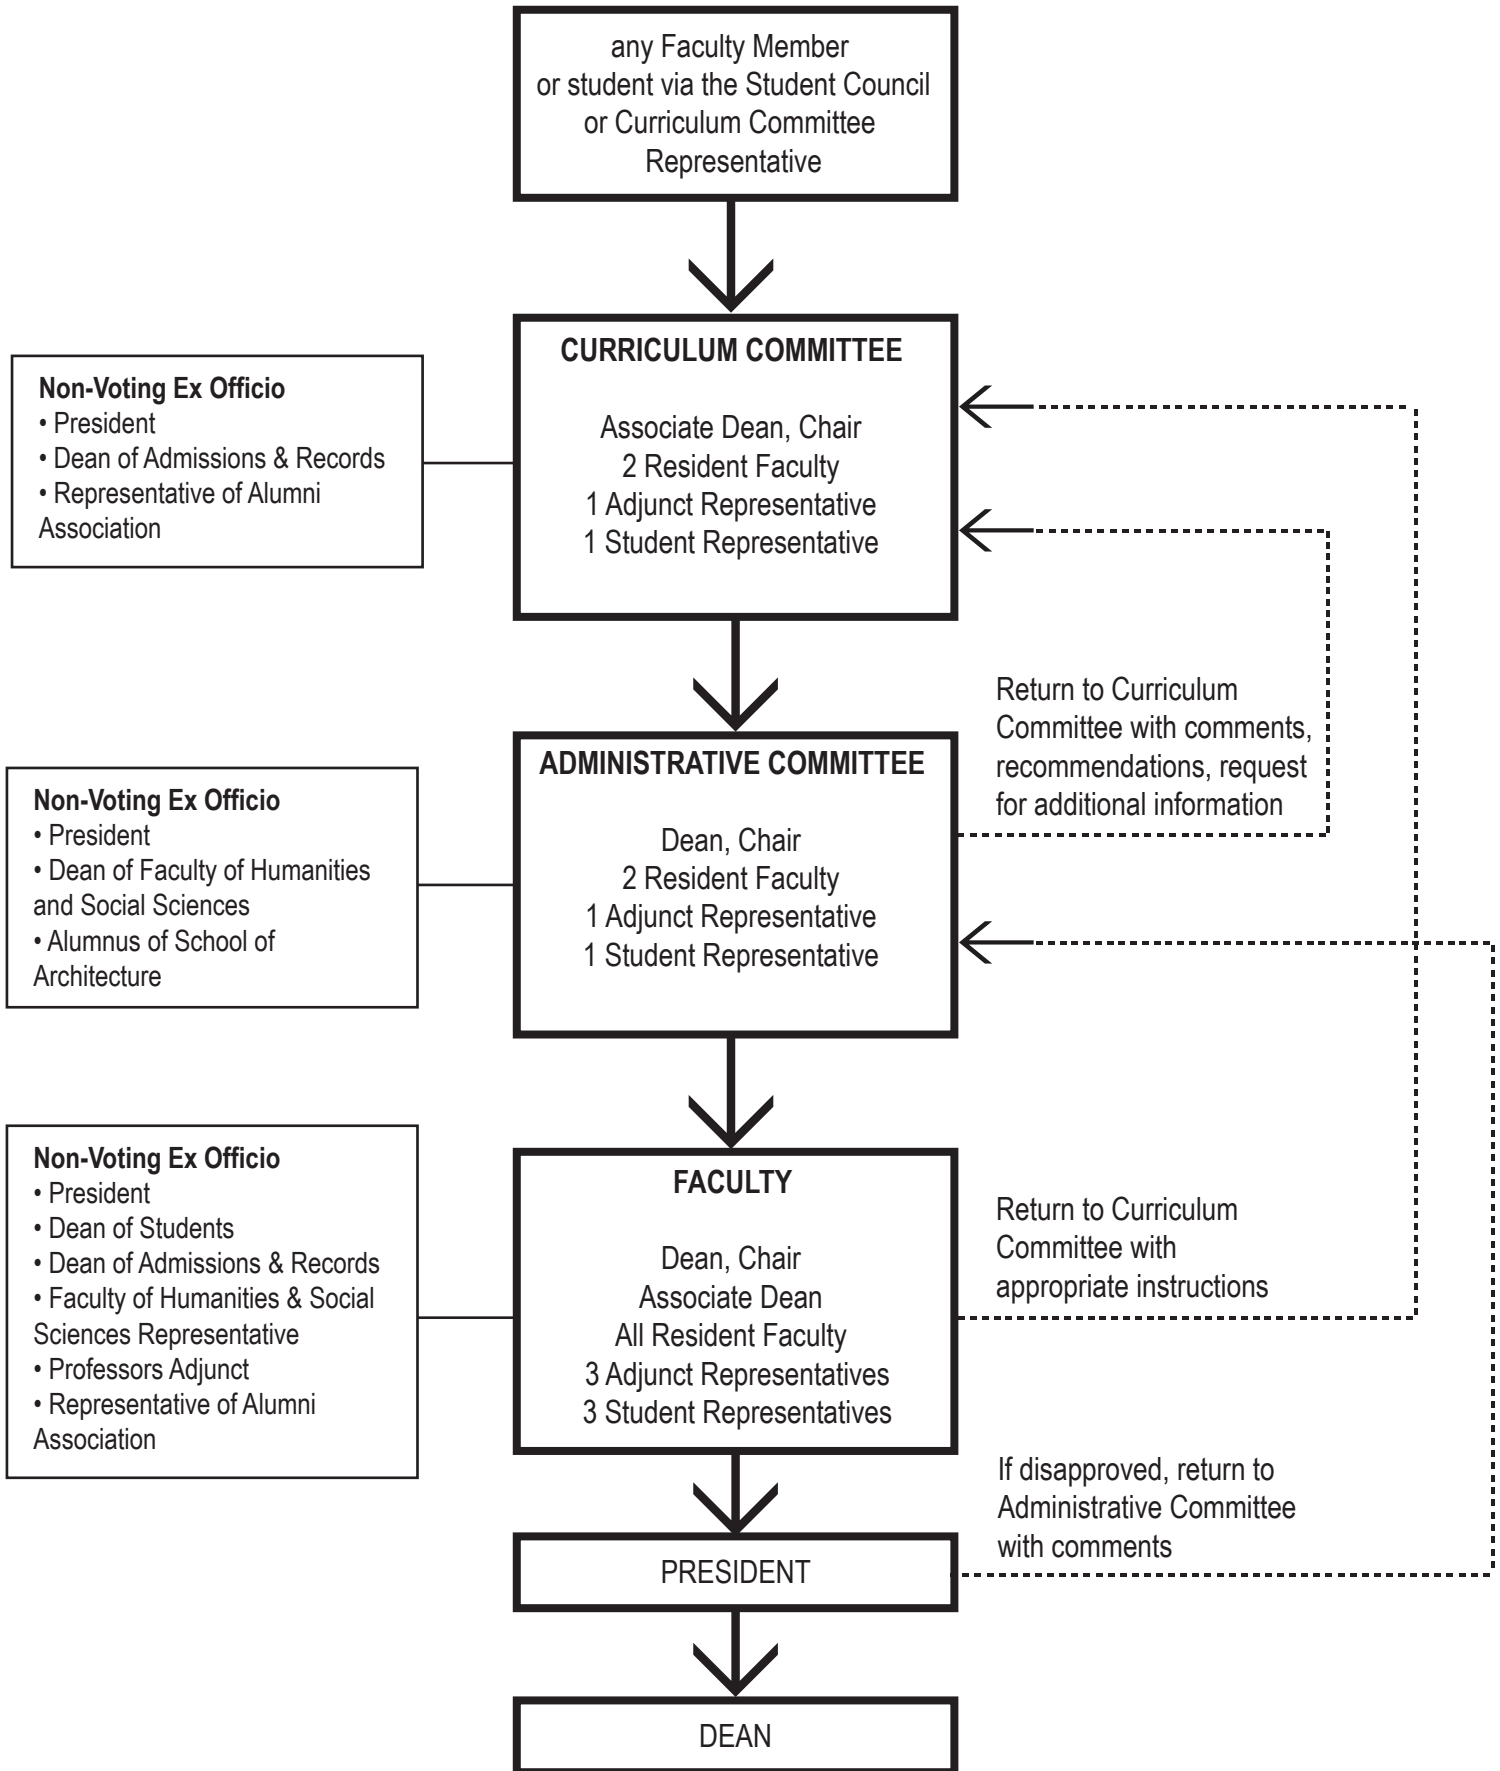 any Faculty Member
or student via the Student Council
or Curriculum Committee
Representative
CURRICULUM COMMITTEE
Associate Dean, Chair
2 Resident Faculty
1 Adjunct Representative
1 Student Representative
Non-Voting Ex Officio
• President
• Dean of Admissions & Records
• Representative of Alumni
Association
Return to Curriculum
Committee with comments,
recommendations, request
for additional information
ADMINISTRATIVE COMMITTEE
Dean, Chair
2 Resident Faculty
1 Adjunct Representative
1 Student Representative
Non-Voting Ex Officio
• President
• Dean of Faculty of Humanities
and Social Sciences
• Alumnus of School of
Architecture
FACULTY
Dean, Chair
Associate Dean
All Resident Faculty
3 Adjunct Representatives
3 Student Representatives
Non-Voting Ex Officio
• President
• Dean of Students
• Dean of Admissions & Records
• Faculty of Humanities & Social
Sciences Representative
• Professors Adjunct
• Representative of Alumni
Association
Return to Curriculum
Committee with
appropriate instructions
If disapproved, return to
Administrative Committee
with comments
PRESIDENT
DEAN